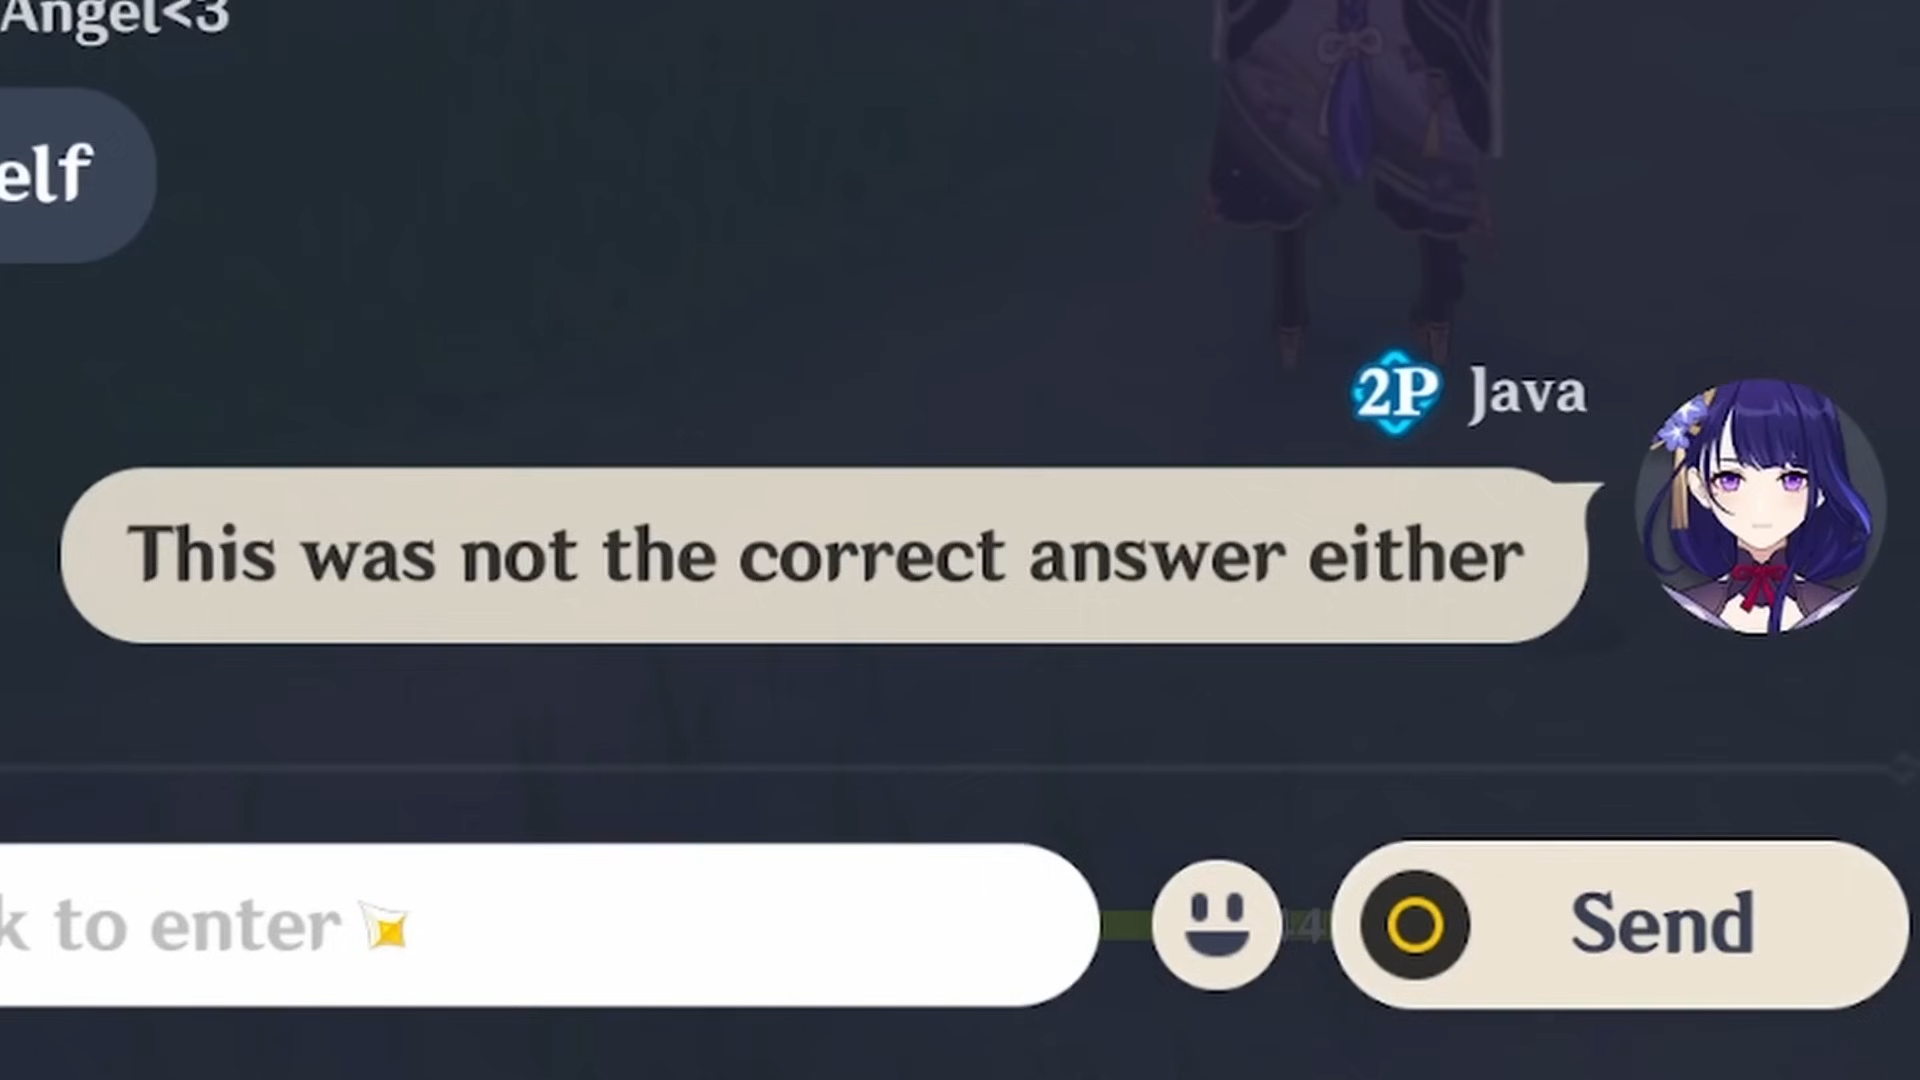 Angel<3
elf
2P Java
This was not the correct answer either
k to enter
Send